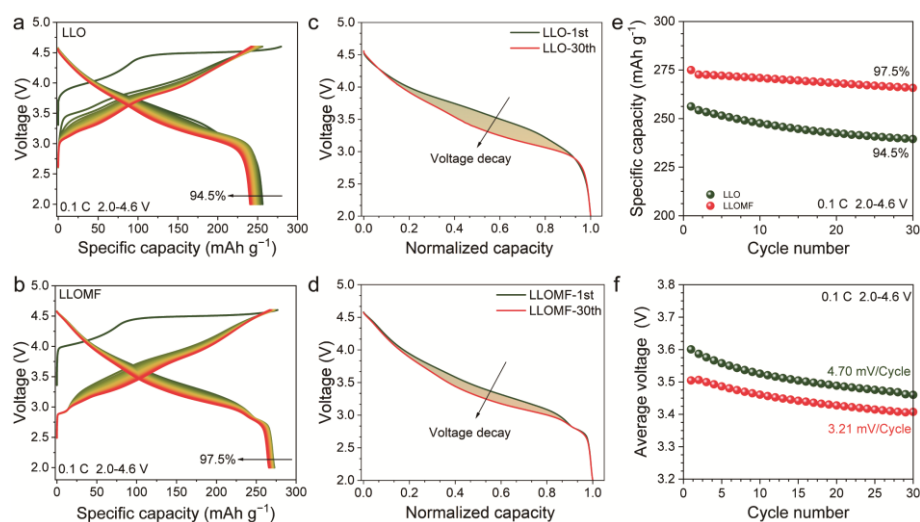 a
LLO
Voltage (V)
5.0
4.5
4.0
3.5
3.0
2.5
2.0
94.5%
0.1 C 2.0-4.6 V
0 50 100 150 200 250 300
Specific capacity (mAh g⁻¹)
c
LLO-1st
LLO-30th
Voltage (V)
5.0
4.5
4.0
3.5
3.0
2.5
2.0
Voltage decay
0.0 0.2 0.4 0.6 0.8 1.0
Normalized capacity
e
Specific capacity (mAh g⁻¹)
300
275
250
225
200
97.5%
94.5%
LLO
LLOMF
0.1 C 2.0-4.6 V
0 5 10 15 20 25 30
Cycle number
b
LLOMF
Voltage (V)
5.0
4.5
4.0
3.5
3.0
2.5
2.0
97.5%
0.1 C 2.0-4.6 V
0 50 100 150 200 250 300
Specific capacity (mAh g⁻¹)
d
LLOMF-1st
LLOMF-30th
Voltage (V)
5.0
4.5
4.0
3.5
3.0
2.5
2.0
Voltage decay
0.0 0.2 0.4 0.6 0.8 1.0
Normalized capacity
f
0.1 C 2.0-4.6 V
Average voltage (V)
3.8
3.7
3.6
3.5
3.4
3.3
4.70 mV/Cycle
3.21 mV/Cycle
0 5 10 15 20 25 30
Cycle number